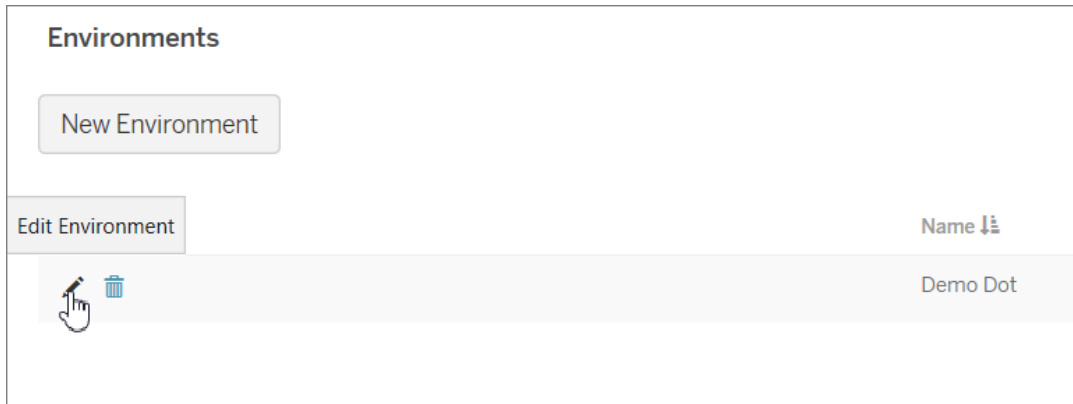 Environments
New Environment
Edit Environment
Name
Demo Dot